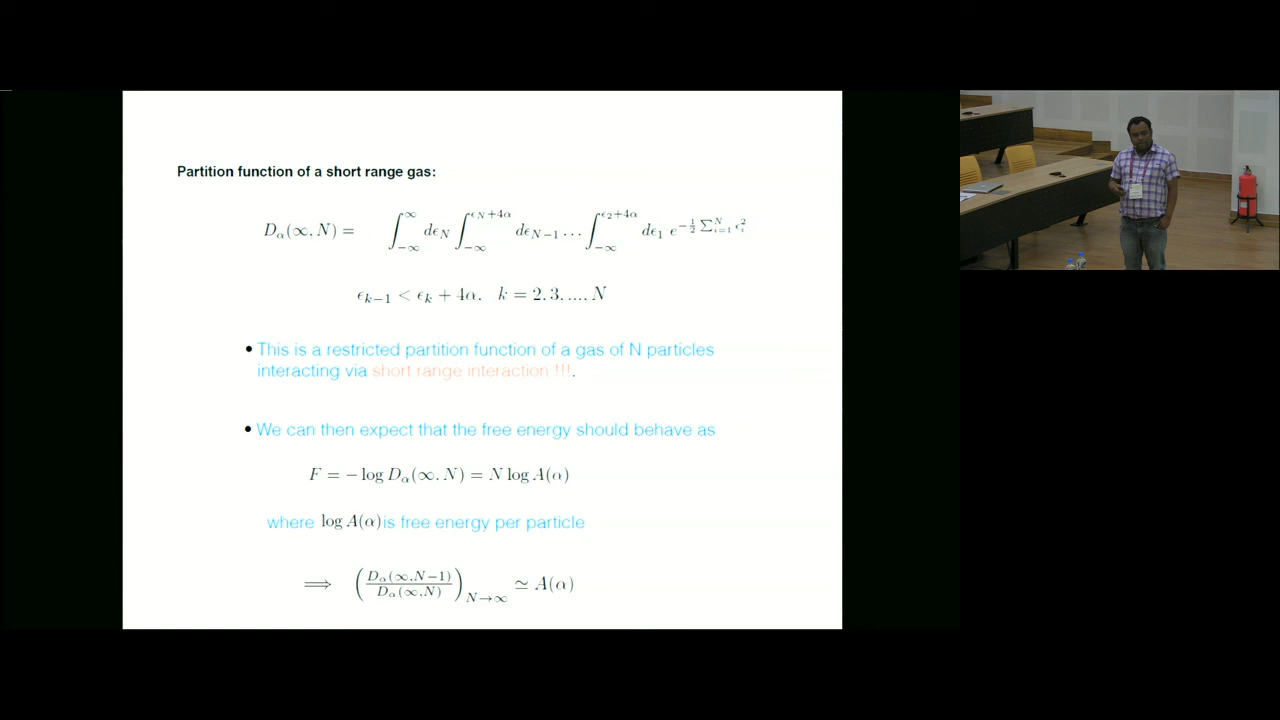 Partition function of a short range gas:
D_α(∞, N) = ∫_{-∞}^{∞} dϵ_N ∫_{-∞}^{ϵ_N+4α} dϵ_{N−1} … ∫_{-∞}^{ϵ_2+4α} dϵ_1 e^{−\frac{1}{2} ∑_{i=1}^{N} ϵ_i^2}
ϵ_{k−1} < ϵ_k + 4α. k = 2, 3, …, N
• This is a restricted partition function of a gas of N particles
interacting via short range interaction !!!.
• We can then expect that the free energy should behave as
F = − log D_α(∞, N) = N log A(α)
where log A(α) is free energy per particle
⟹ (\frac{D_α(∞,N−1)}{D_α(∞,N)})_{N→∞} ≃ A(α)